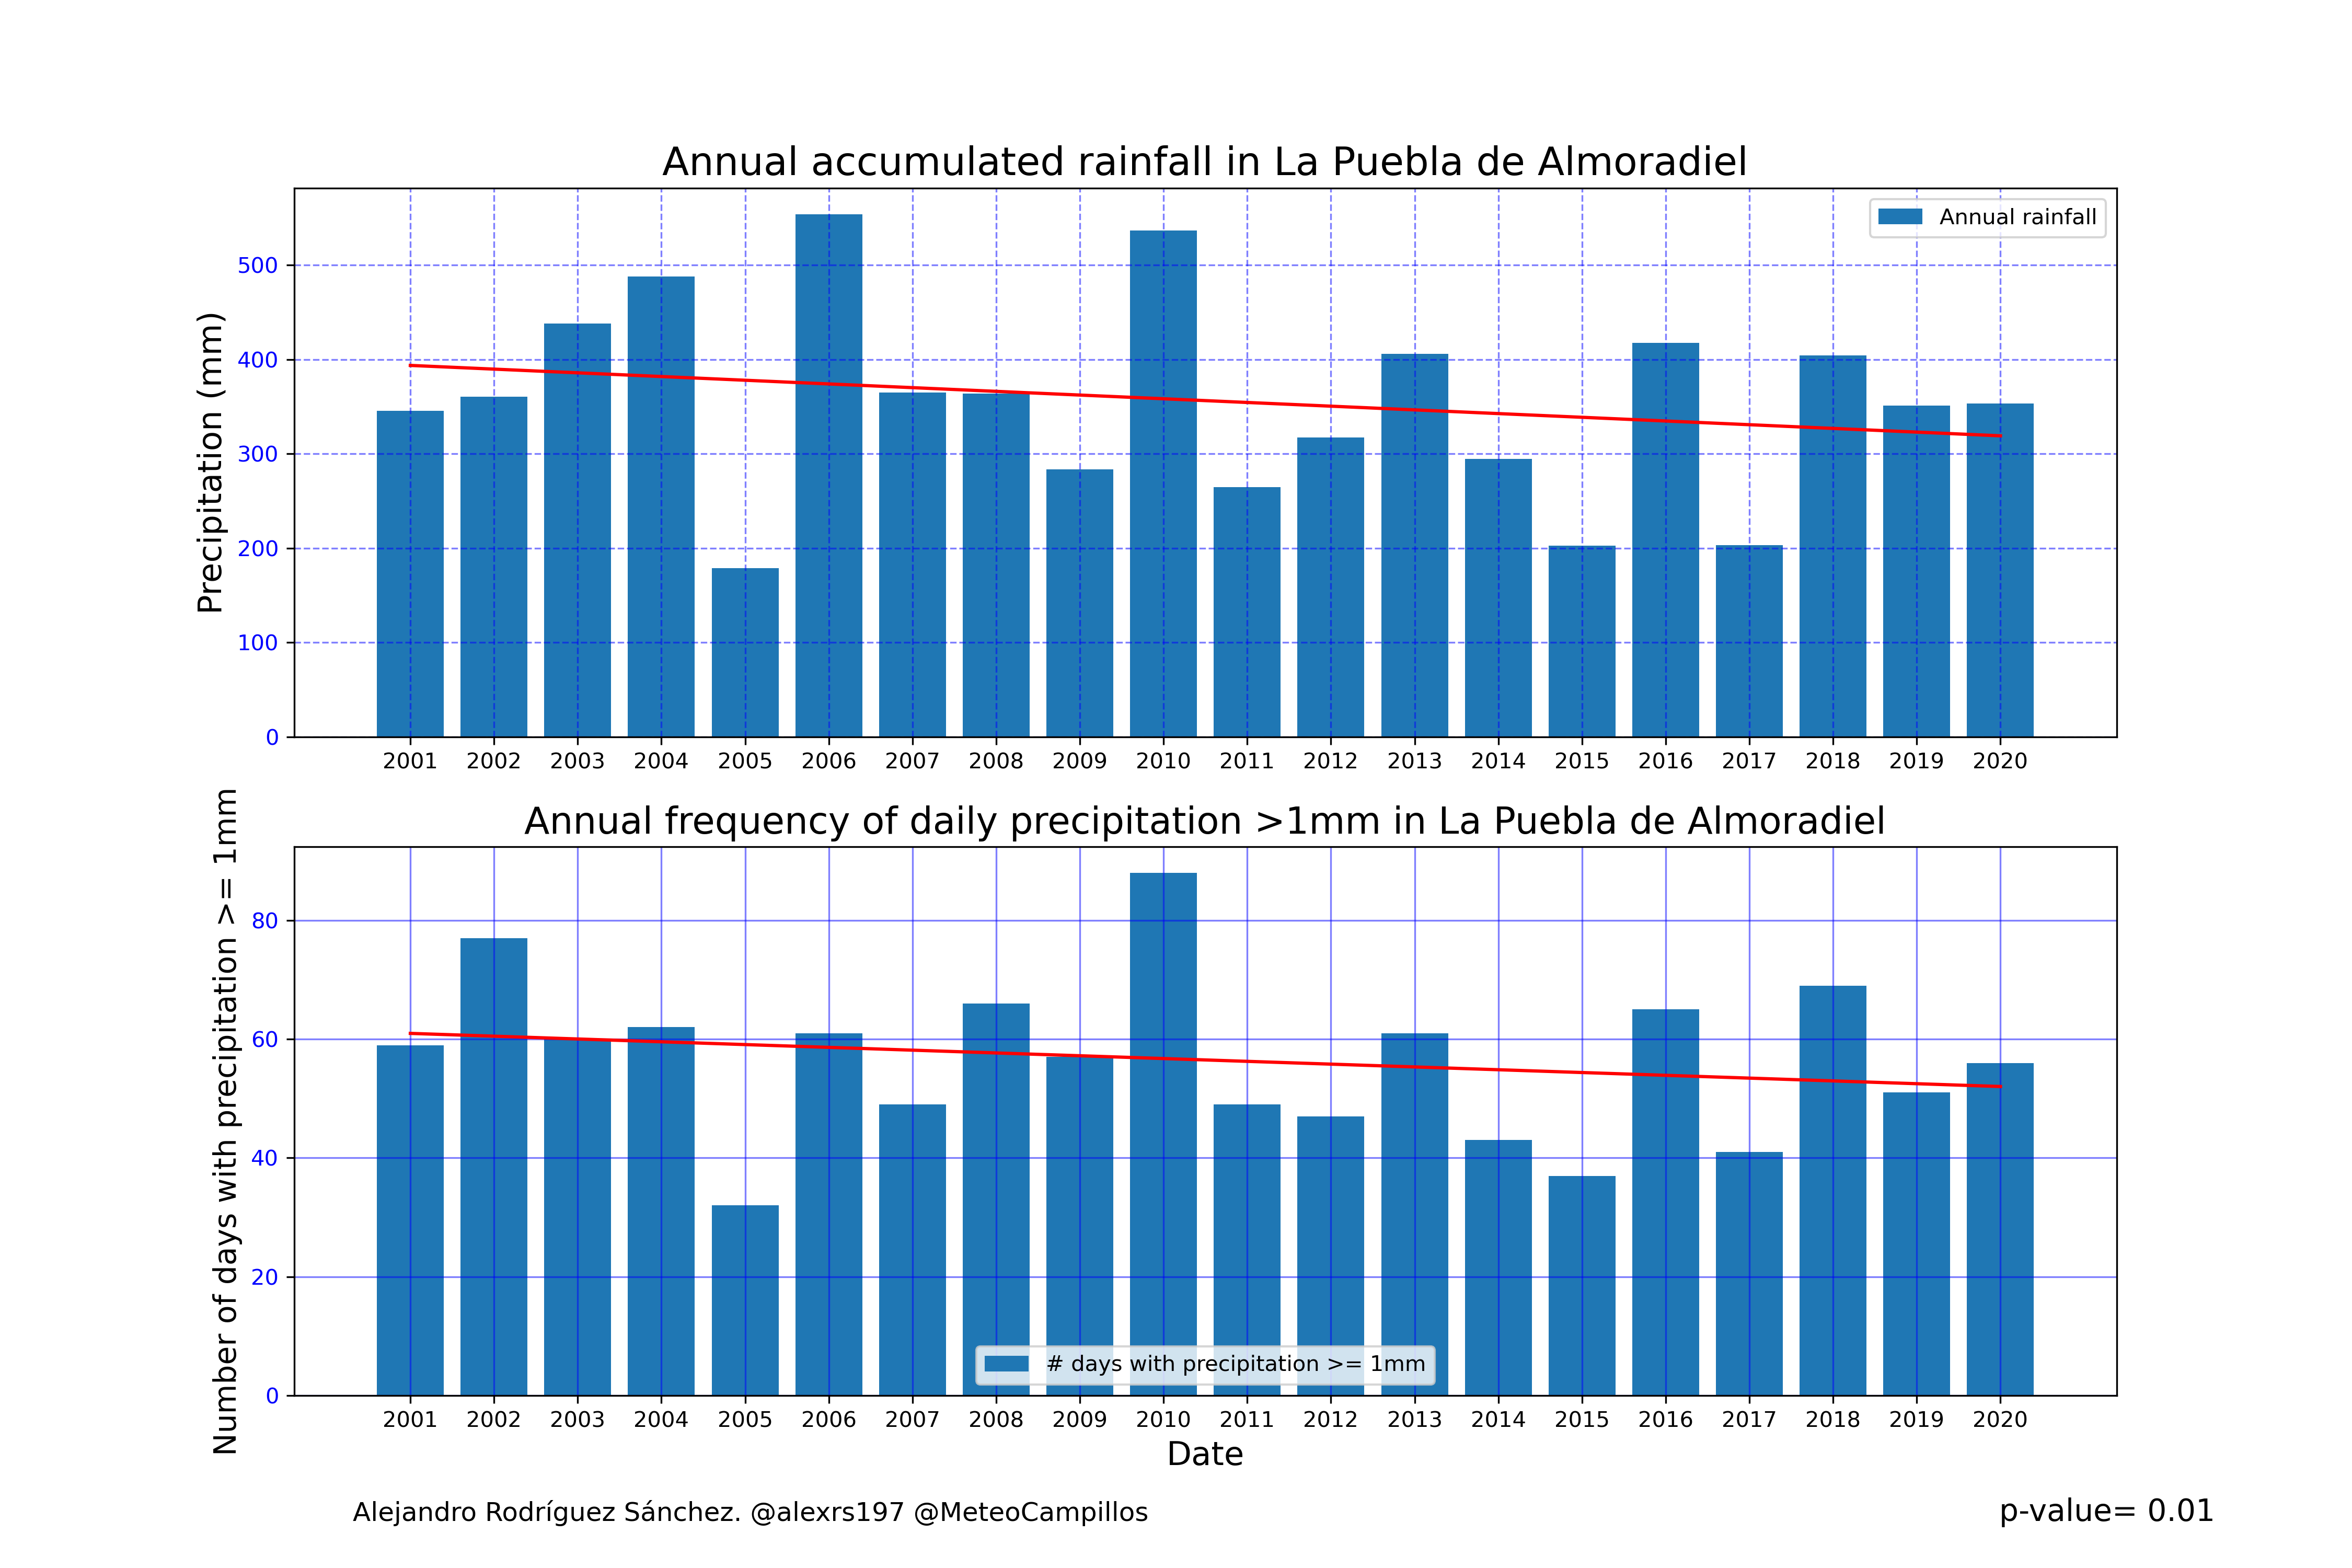 Annual accumulated rainfall in La Puebla de Almoradiel
Annual rainfall
Precipitation (mm)
500
400
300
200
100
0
2001 2002 2003 2004 2005 2006 2007 2008 2009 2010 2011 2012 2013 2014 2015 2016 2017 2018 2019 2020
Annual frequency of daily precipitation >1mm in La Puebla de Almoradiel
Number of days with precipitation >= 1mm
80
60
40
20
0
# days with precipitation >= 1mm
2001 2002 2003 2004 2005 2006 2007 2008 2009 2010 2011 2012 2013 2014 2015 2016 2017 2018 2019 2020
Date
Alejandro Rodríguez Sánchez. @alexrs197 @MeteoCampillos
p-value= 0.01